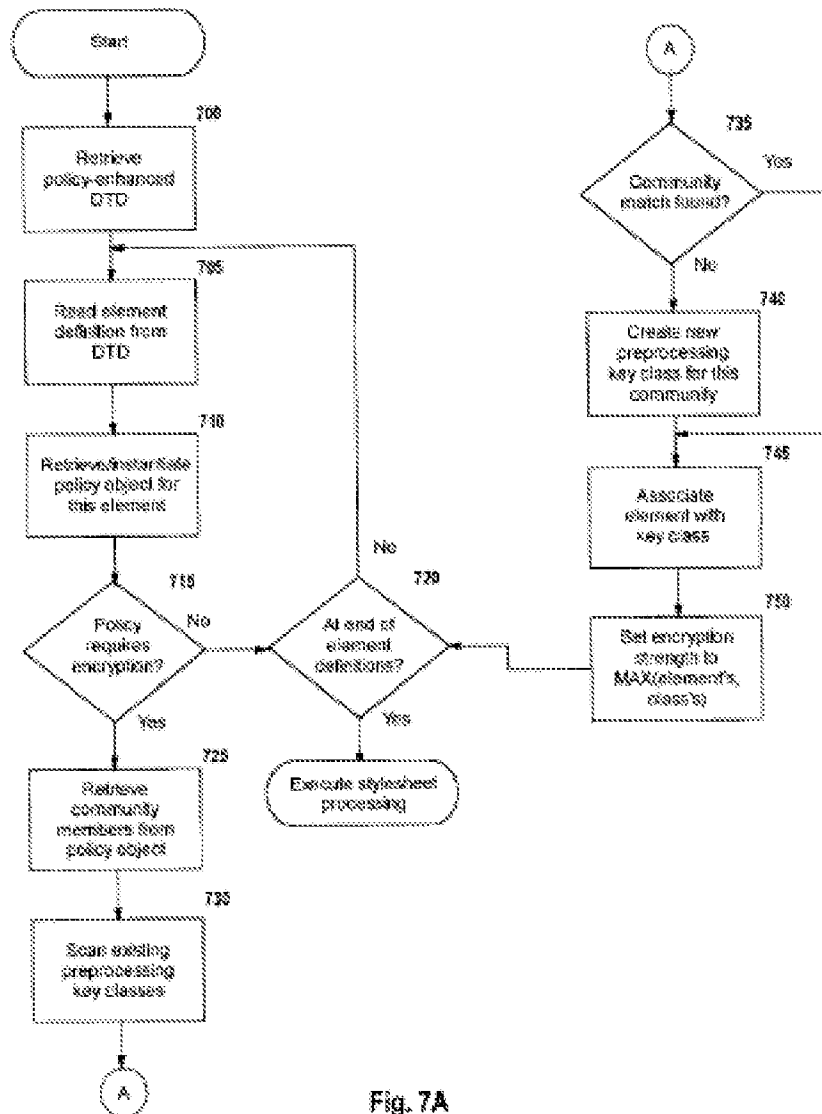 Start
700
Retrieve
policy-enhanced
DTD
705
Read element
definition from
DTD
710
Retrieve/instantiate
policy object for
this element
715
Policy
requires
encryption?
No
Yes
720
At end of
element
definitions?
No
Yes
Execute stylesheet
processing
725
Retrieve
community
members from
policy object
730
Scan existing
preprocessing
key classes
A
A
735
Community
match found?
Yes
No
740
Create new
preprocessing
key class for this
community
745
Associate
element with
key class
750
Set encryption
strength to
MAX(element's,
class's)
Fig. 7A